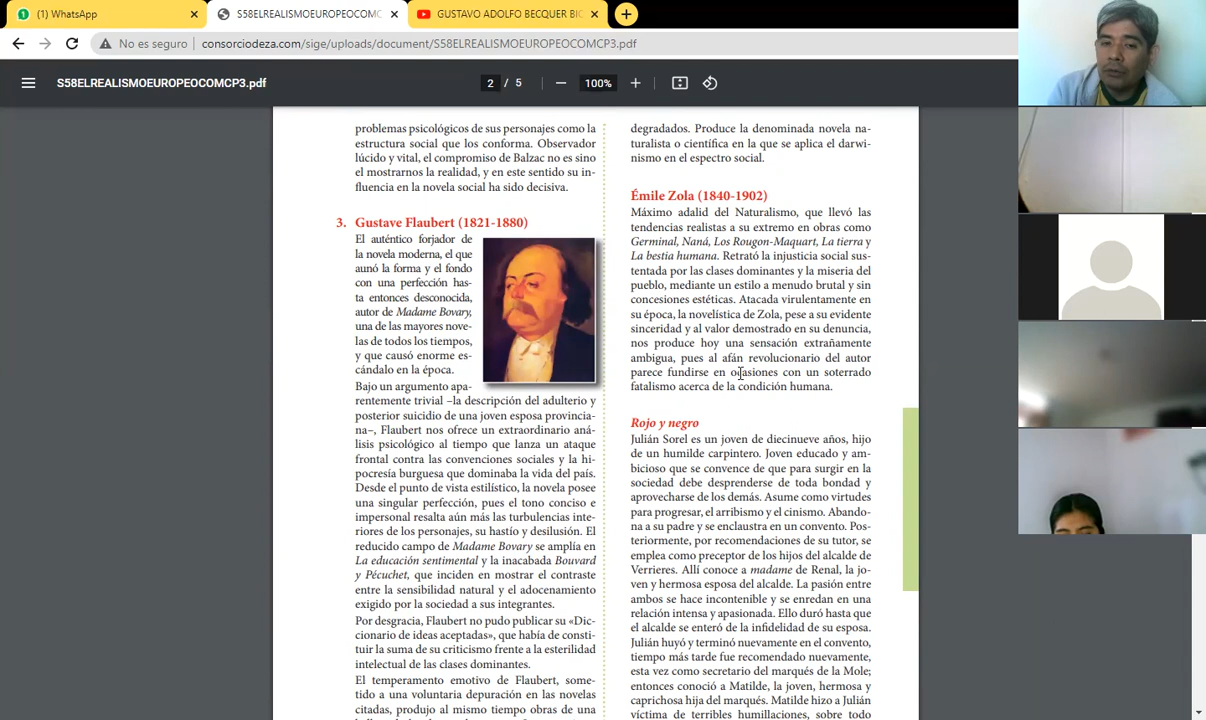 (1) WhatsApp
S58ELREALISMOEUROPEOCOMC
GUSTAVO ADOLFO BECQUER BI
No es seguro
consorciodeza.com/sige/uploads/document/S58ELREALISMOEUROPEOCOMCP3.pdf
S58ELREALISMOEUROPEOCOMCP3.pdf
2 / 5
100%
problemas psicológicos de sus personajes como la
estructura social que los conforma. Observador
lúcido y vital, el compromiso de Balzac no es sino
el mostrarnos la realidad, y en este sentido su in-
fluencia en la novela social ha sido decisiva.
3. Gustave Flaubert (1821-1880)
El auténtico forjador de
la novela moderna, el que
aunó la forma y el fondo
con una perfección has-
ta entonces desconocida,
autor de Madame Bovary,
una de las mayores nove-
las de todos los tiempos,
y que causó enorme es-
cándalo en la época.
Bajo un argumento apa-
rentemente trivial –la descripción del adulterio y
posterior suicidio de una joven esposa provincia-
na–, Flaubert nos ofrece un extraordinario aná-
lisis psicológico al tiempo que lanza un ataque
frontal contra las convenciones sociales y la hi-
pocresía burguesa que dominaba la vida del país.
Desde el punto de vista estilístico, la novela posee
una singular perfección, pues el tono conciso e
impersonal resalta aún más las turbulencias inte-
riores de los personajes, su hastío y desilusión. El
reducido campo de Madame Bovary se amplía en
La educación sentimental y la inacabada Bouvard
y Pécuchet, que inciden en mostrar el contraste
entre la sensibilidad natural y el adocenamiento
exigido por la sociedad a sus integrantes.
Por desgracia, Flaubert no pudo publicar su «Dic-
cionario de ideas aceptadas», que había de consti-
tuir la suma de su criticismo frente a la esterilidad
intelectual de las clases dominantes.
El temperamento emotivo de Flaubert, some-
tido a una voluntaria depuración en las novelas
citadas, produjo al mismo tiempo obras de una
degradados. Produce la denominada novela na-
turalista o científica en la que se aplica el darwi-
nismo en el espectro social.
Émile Zola (1840-1902)
Máximo adalid del Naturalismo, que llevó las
tendencias realistas a su extremo en obras como
Germinal, Naná, Los Rougon-Maquart, La tierra y
La bestia humana. Retrató la injusticia social sus-
tentada por las clases dominantes y la miseria del
pueblo, mediante un estilo a menudo brutal y sin
concesiones estéticas. Atacada virulentamente en
su época, la novelística de Zola, pese a su evidente
sinceridad y al valor demostrado en su denuncia,
nos produce hoy una sensación extrañamente
ambigua, pues al afán revolucionario del autor
parece fundirse en ocasiones con un soterrado
fatalismo acerca de la condición humana.
Rojo y negro
Julián Sorel es un joven de diecinueve años, hijo
de un humilde carpintero. Joven educado y am-
bicioso que se convence de que para surgir en la
sociedad debe desprenderse de toda bondad y
aprovecharse de los demás. Asume como virtudes
para progresar, el arribismo y el cinismo. Abando-
na a su padre y se enclaustra en un convento. Pos-
teriormente, por recomendaciones de su tutor, se
emplea como preceptor de los hijos del alcalde de
Verrieres. Allí conoce a madame de Renal, la jo-
ven y hermosa esposa del alcalde. La pasión entre
ambos se hace incontenible y se enredan en una
relación intensa y apasionada. Ello duró hasta que
el alcalde se enteró de la infidelidad de su esposa.
Julián huyó y terminó nuevamente en el convento,
tiempo más tarde fue recomendado nuevamente,
esta vez como secretario del marqués de la Mole;
entonces conoció a Matilde, la joven, hermosa y
caprichosa hija del marqués. Matilde hizo a Julián
víctima de terribles humillaciones, sobre todo